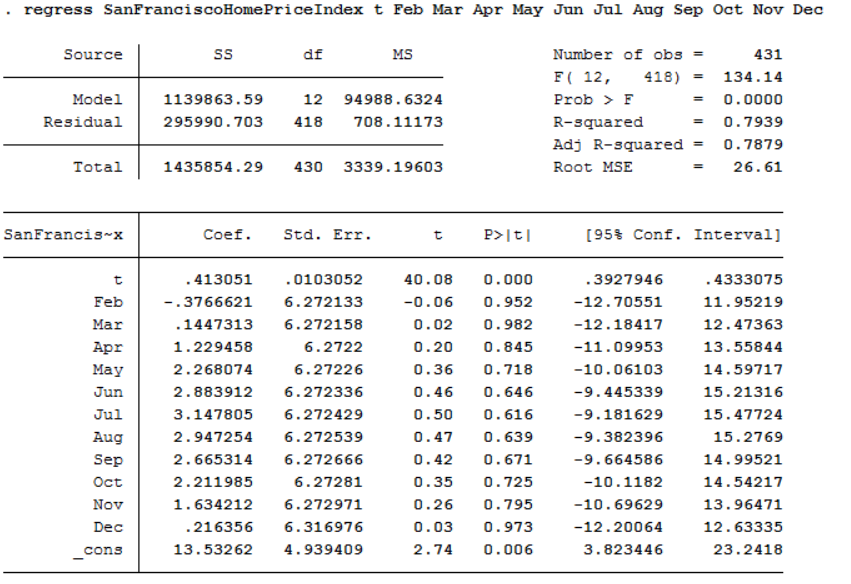 . regress SanFranciscoHomePriceIndex t Feb Mar Apr May Jun Jul Aug Sep Oct Nov Dec
Source SS df MS Number of obs = 431
F( 12, 418) = 134.14
Model 1139863.59 12 94988.6324 Prob > F = 0.0000
Residual 295990.703 418 708.11173 R-squared = 0.7939
Adj R-squared = 0.7879
Total 1435854.29 430 3339.19603 Root MSE = 26.61
SanFrancis~x Coef. Std. Err. t P>|t| [95% Conf. Interval]
t .413051 .0103052 40.08 0.000 .3927946 .4333075
Feb -.3766621 6.272133 -0.06 0.952 -12.70551 11.95219
Mar .1447313 6.272158 0.02 0.982 -12.18417 12.47363
Apr 1.229458 6.2722 0.20 0.845 -11.09953 13.55844
May 2.268074 6.27226 0.36 0.718 -10.06103 14.59717
Jun 2.883912 6.272336 0.46 0.646 -9.445339 15.21316
Jul 3.147805 6.272429 0.50 0.616 -9.181629 15.47724
Aug 2.947254 6.272539 0.47 0.639 -9.382396 15.2769
Sep 2.665314 6.272666 0.42 0.671 -9.664586 14.99521
Oct 2.211985 6.27281 0.35 0.725 -10.1182 14.54217
Nov 1.634212 6.272971 0.26 0.795 -10.69629 13.96471
Dec .216356 6.316976 0.03 0.973 -12.20064 12.63335
_cons 13.53262 4.939409 2.74 0.006 3.823446 23.2418